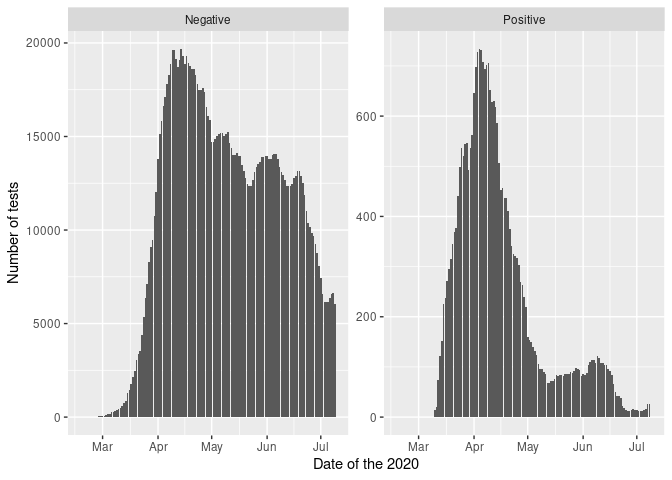 Negative
Positive
Number of tests
20000
15000
10000
5000
0
600
400
200
0
Mar Apr May Jun Jul
Mar Apr May Jun Jul
Date of the 2020